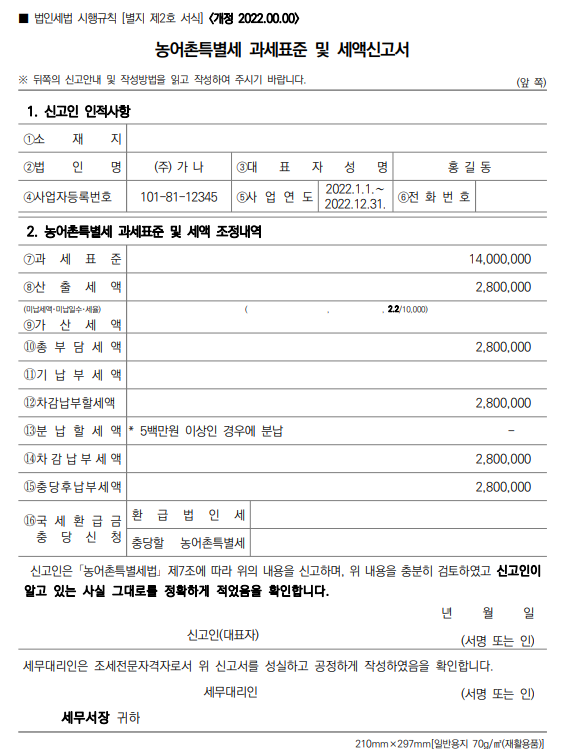 ■ 법인세법 시행규칙 [별지 제2호 서식] <개정 2022.00.00>
농어촌특별세 과세표준 및 세액신고서
※ 뒤쪽의 신고안내 및 작성방법을 읽고 작성하여 주시기 바랍니다. (앞 쪽)
1. 신고인 인적사항
①소 재 지
②법 인 명 (주) 가 나 ③대 표 자 성 명 홍 길 동
④사업자등록번호 101-81-12345 ⑤사 업 연 도 2022.1.1.~ 2022.12.31. ⑥전 화 번 호
2. 농어촌특별세 과세표준 및 세액 조정내역
⑦과 세 표 준 14,000,000
⑧산 출 세 액 2,800,000
(미납세액·미납일수·세율) ( , , 2.2/10,000)
⑨가 산 세 액
⑩총 부 담 세 액 2,800,000
⑪기 납 부 세 액
⑫차감납부할세액 2,800,000
⑬분 납 할 세 액 * 5백만원 이상인 경우에 분납 -
⑭차 감 납 부 세 액 2,800,000
⑮충당후납부세액 2,800,000
⑯국 세 환 급 금 충 당 신 청 환 급 법 인 세
충당할 농어촌특별세
신고인은 「농어촌특별세법」 제7조에 따라 위의 내용을 신고하며, 위 내용을 충분히 검토하였고 신고인이
알고 있는 사실 그대로를 정확하게 적었음을 확인합니다.
년 월 일
신고인(대표자) (서명 또는 인)
세무대리인은 조세전문자격자로서 위 신고서를 성실하고 공정하게 작성하였음을 확인합니다.
세무대리인 (서명 또는 인)
세무서장 귀하
210mm×297mm[일반용지 70g/㎡(재활용품)]